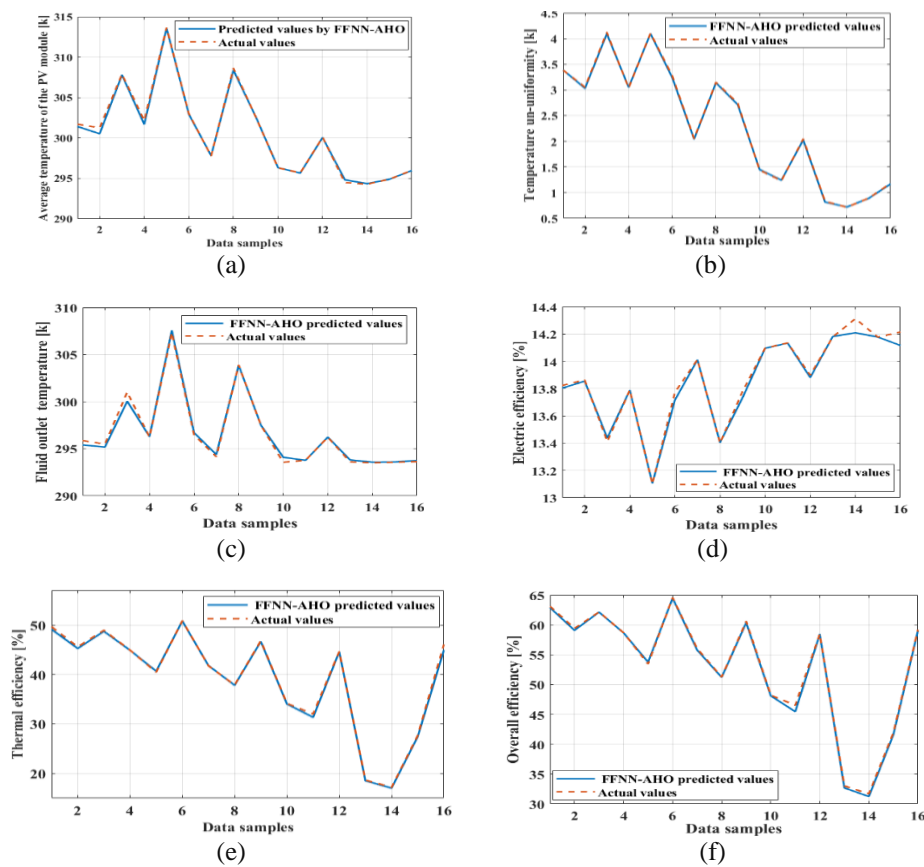 Average temperature of the PV module [k]
315
310
305
300
295
290
Predicted values by FFNN-AHO
Actual values
2 4 6 8 10 12 14 16
Data samples
(a)
Temperature un-uniformity [k]
4.5
4
3.5
3
2.5
2
1.5
1
0.5
FFNN-AHO predicted values
Actual values
2 4 6 8 10 12 14 16
Data samples
(b)
Fluid outlet temperature [k]
310
305
300
295
290
FFNN-AHO predicted values
Actual values
2 4 6 8 10 12 14 16
Data samples
(c)
Electric efficiency [%]
14.4
14.2
14
13.8
13.6
13.4
13.2
13
FFNN-AHO predicted values
Actual values
2 4 6 8 10 12 14 16
Data samples
(d)
Thermal efficiency [%]
50
40
30
20
FFNN-AHO predicted values
Actual values
2 4 6 8 10 12 14 16
Data samples
(e)
Overall efficiency [%]
65
60
55
50
45
40
35
30
FFNN-AHO predicted values
Actual values
2 4 6 8 10 12 14 16
Data samples
(f)